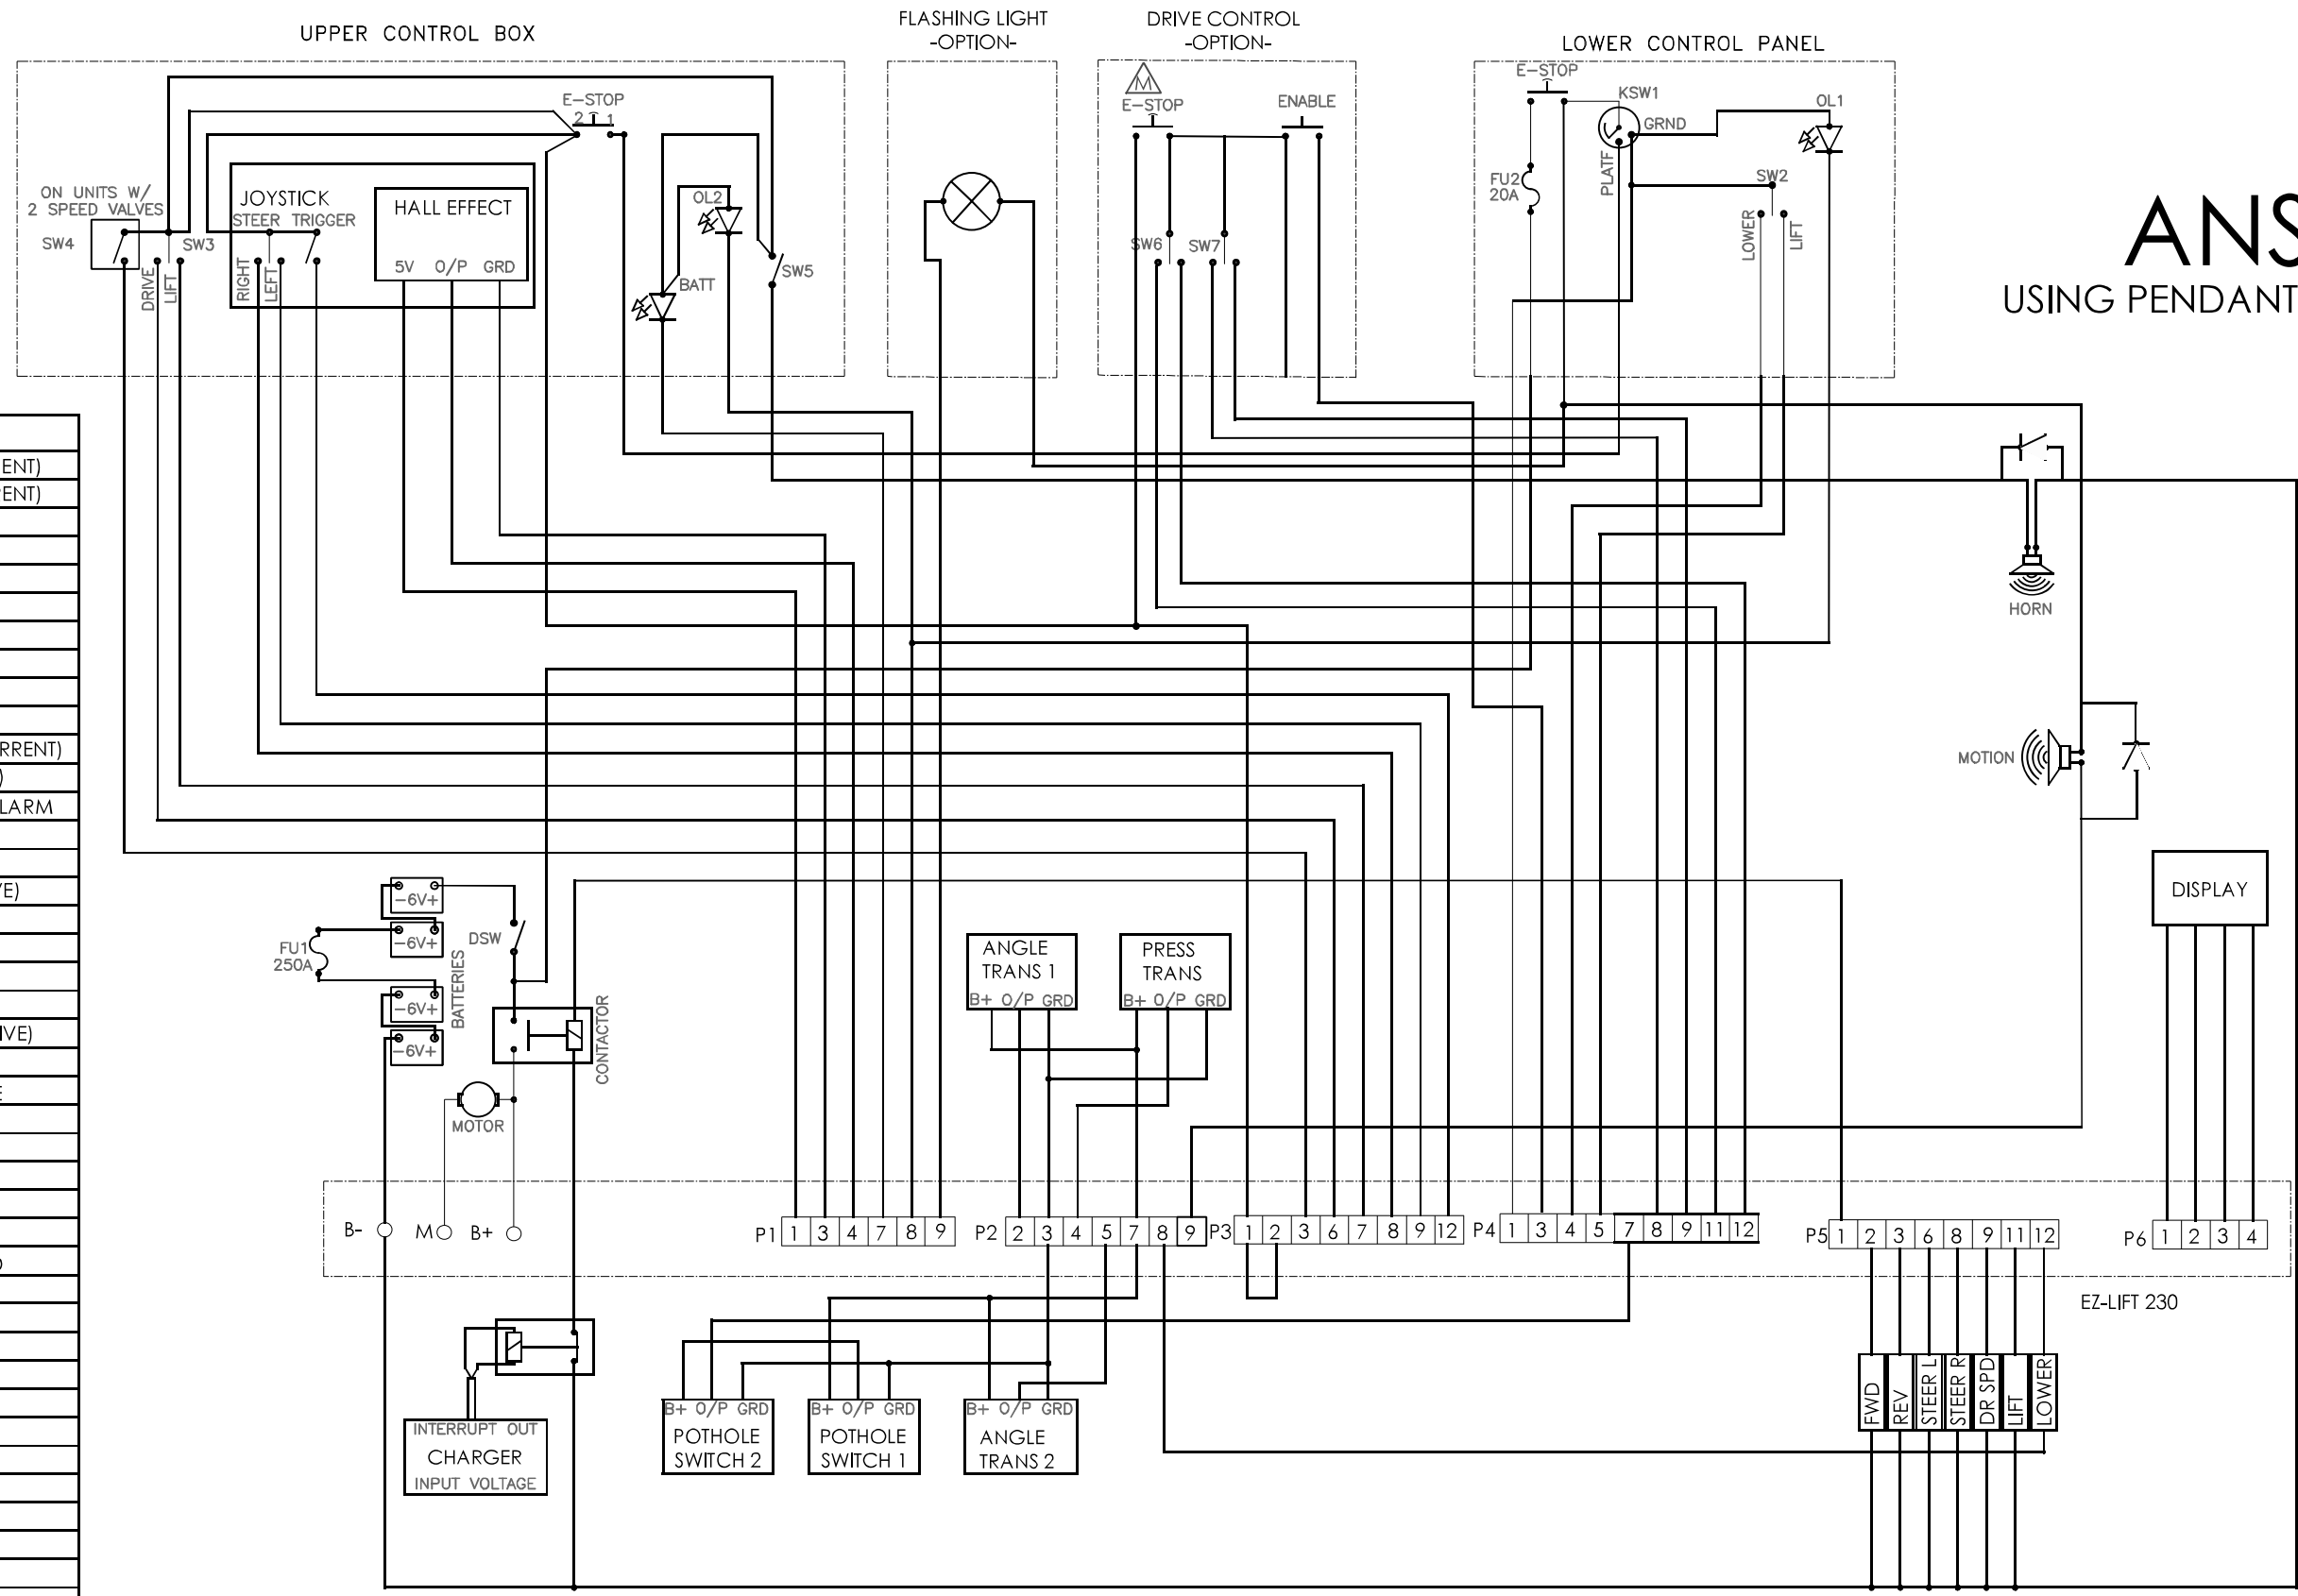 UPPER CONTROL BOX
FLASHING LIGHT
-OPTION-
DRIVE CONTROL
-OPTION-
LOWER CONTROL PANEL
E-STOP
2 1
ON UNITS W/
2 SPEED VALVES
SW4
SW3
DRIVE
LIFT
JOYSTICK
STEER TRIGGER
RIGHT
LEFT
HALL EFFECT
5V O/P GRD
OL2
BATT
SW5
M
E-STOP
ENABLE
SW6
SW7
E-STOP
KSW1
GRND
PLATF
OL1
FU2
20A
SW2
LOWER
LIFT
ANS
USING PENDANT
ENT)
ENT)
RRENT)
)
LARM
E)
VE)
E
HORN
MOTION
DISPLAY
-6V+
-6V+
-6V+
-6V+
BATTERIES
FU1
250A
DSW
CONTACTOR
MOTOR
ANGLE
TRANS 1
B+ O/P GRD
PRESS
TRANS
B+ O/P GRD
B- M B+
P1 1 3 4 7 8 9
P2 2 3 4 5 7 8 9
P3 1 2 3 6 7 8 9 12
P4 1 3 4 5 7 8 9 11 12
P5 1 2 3 6 8 9 11 12
P6 1 2 3 4
EZ-LIFT 230
INTERRUPT OUT
CHARGER
INPUT VOLTAGE
B+ O/P GRD
POTHOLE
SWITCH 2
B+ O/P GRD
POTHOLE
SWITCH 1
B+ O/P GRD
ANGLE
TRANS 2
FWD
REV
STEER L
STEER R
DR SPD
LIFT
LOWER